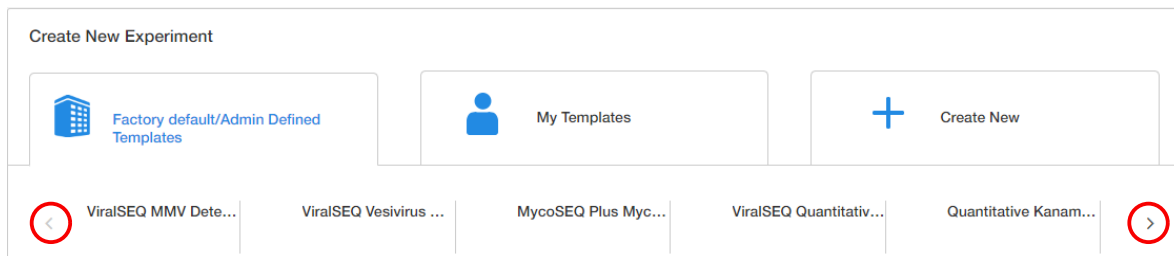 Create New Experiment
Factory default/Admin Defined
Templates
My Templates
Create New
ViralSEQ MMV Dete...
ViralSEQ Vesivirus ...
MycoSEQ Plus Myc...
ViralSEQ Quantitativ...
Quantitative Kanam...